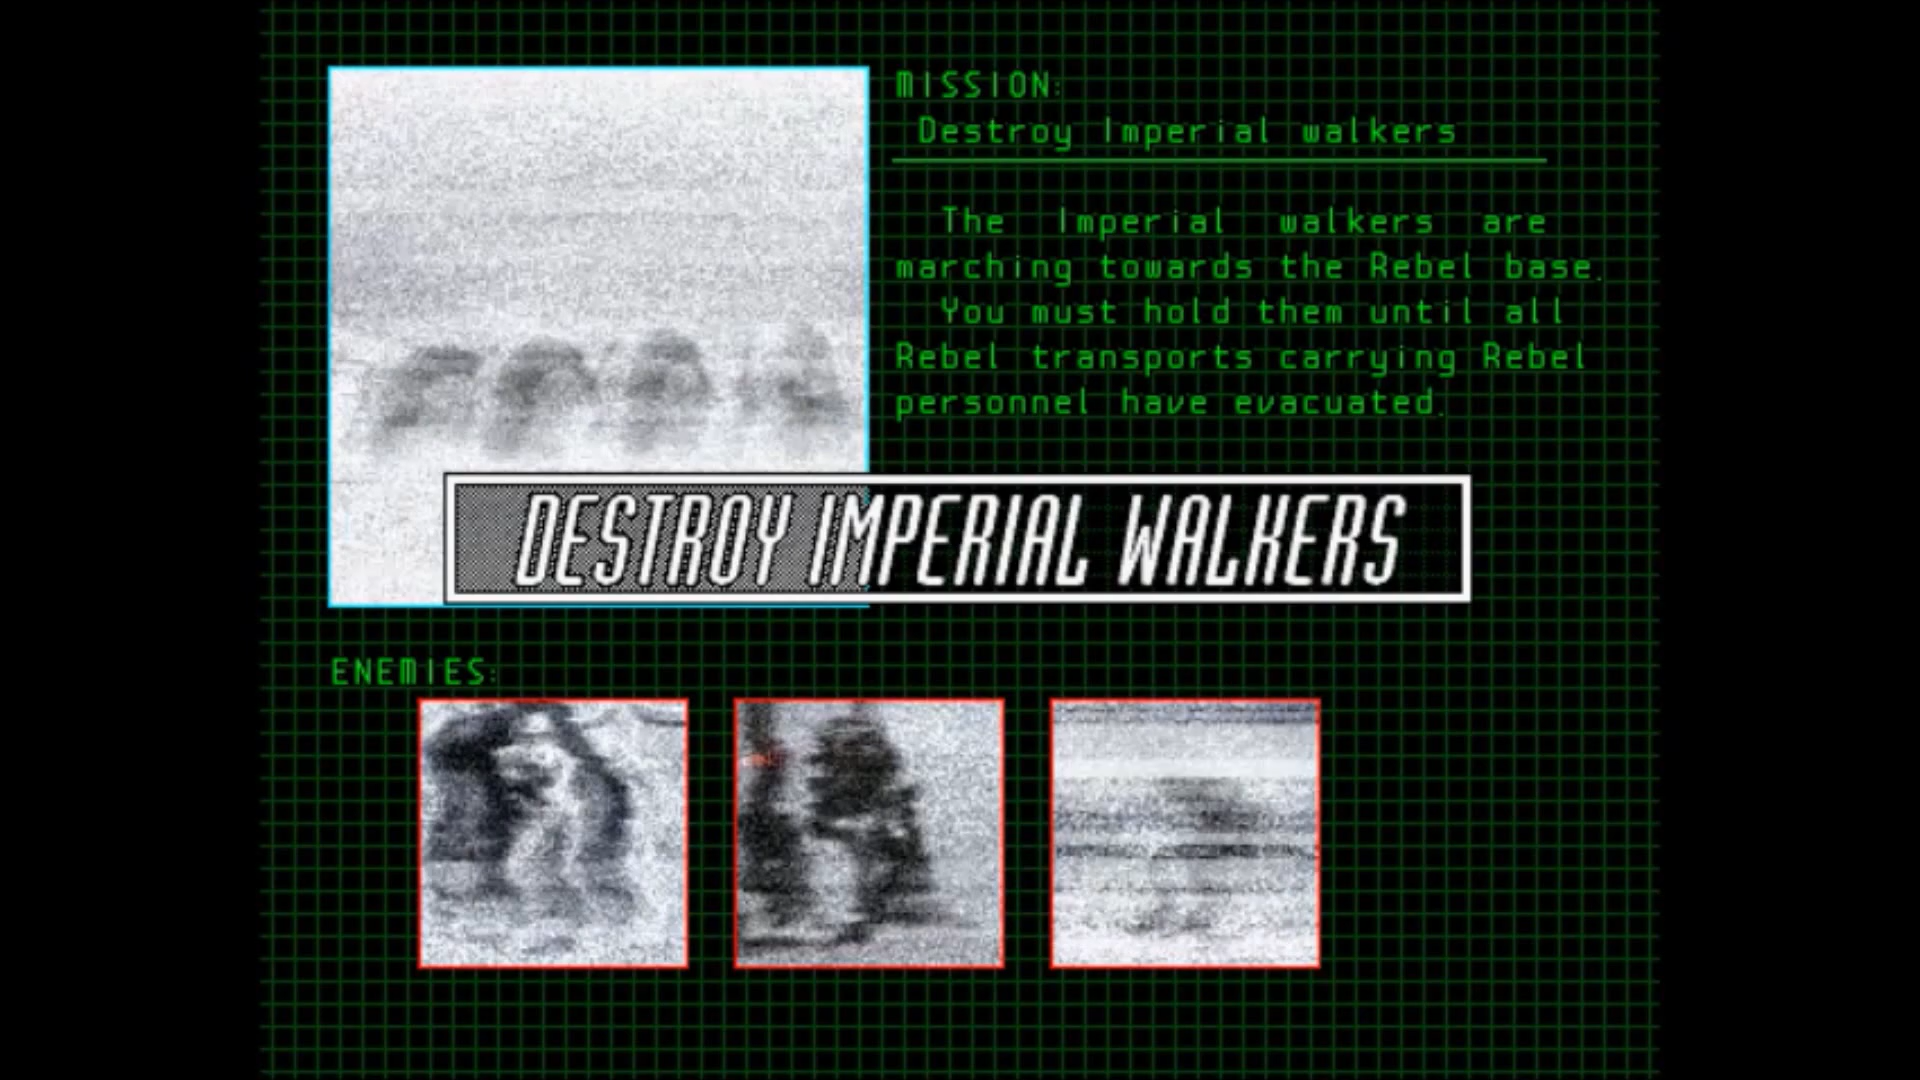 MISSION:
Destroy Imperial walkers
The Imperial walkers are
marching towards the Rebel base.
You must hold them until all
Rebel transports carrying Rebel
personnel have evacuated.
DESTROY IMPERIAL WALKERS
ENEMIES: